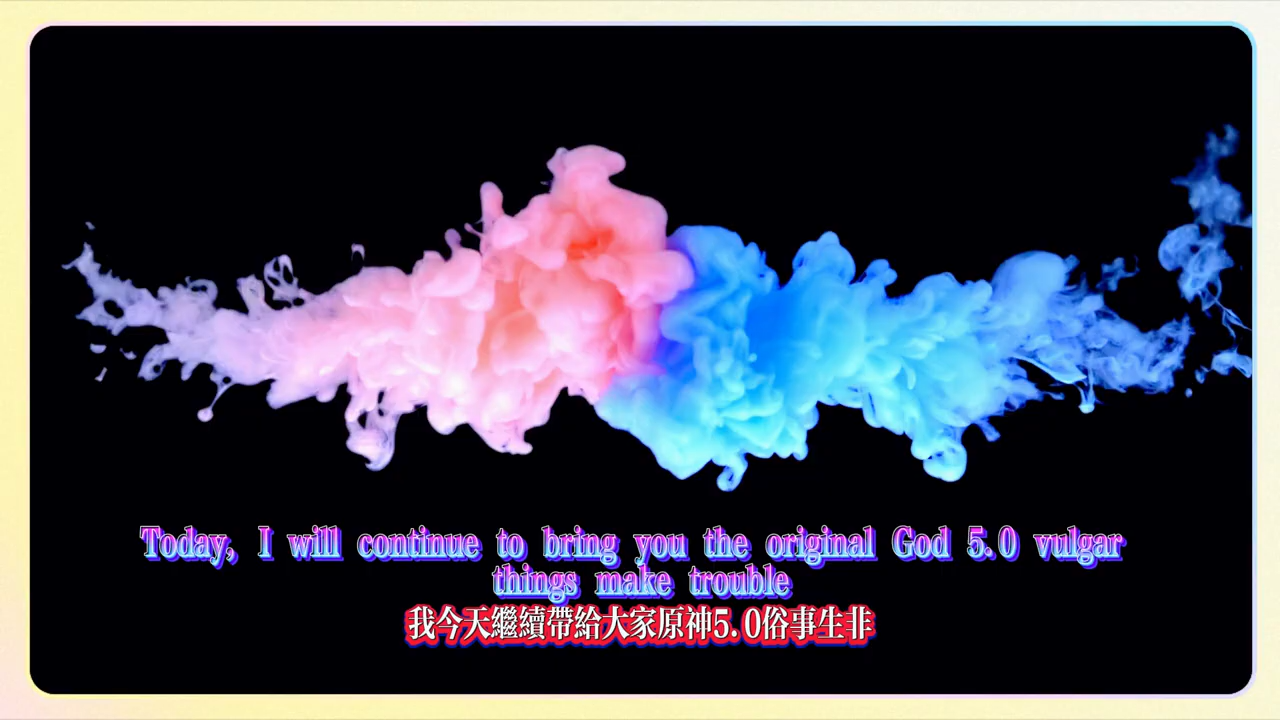 Today, I will continue to bring you the original God 5.0 vulgar
things make trouble
我今天繼續帶給大家原神5.0俗事生非